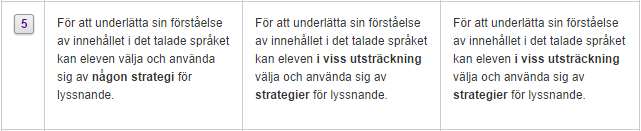 5
För att underlätta sin förståelse
av innehållet i det talade språket
kan eleven välja och använda
sig av någon strategi för
lyssnande.
För att underlätta sin förståelse
av innehållet i det talade språket
kan eleven i viss utsträckning
välja och använda sig av
strategier för lyssnande.
För att underlätta sin förståelse
av innehållet i det talade språket
kan eleven i viss utsträckning
välja och använda sig av
strategier för lyssnande.